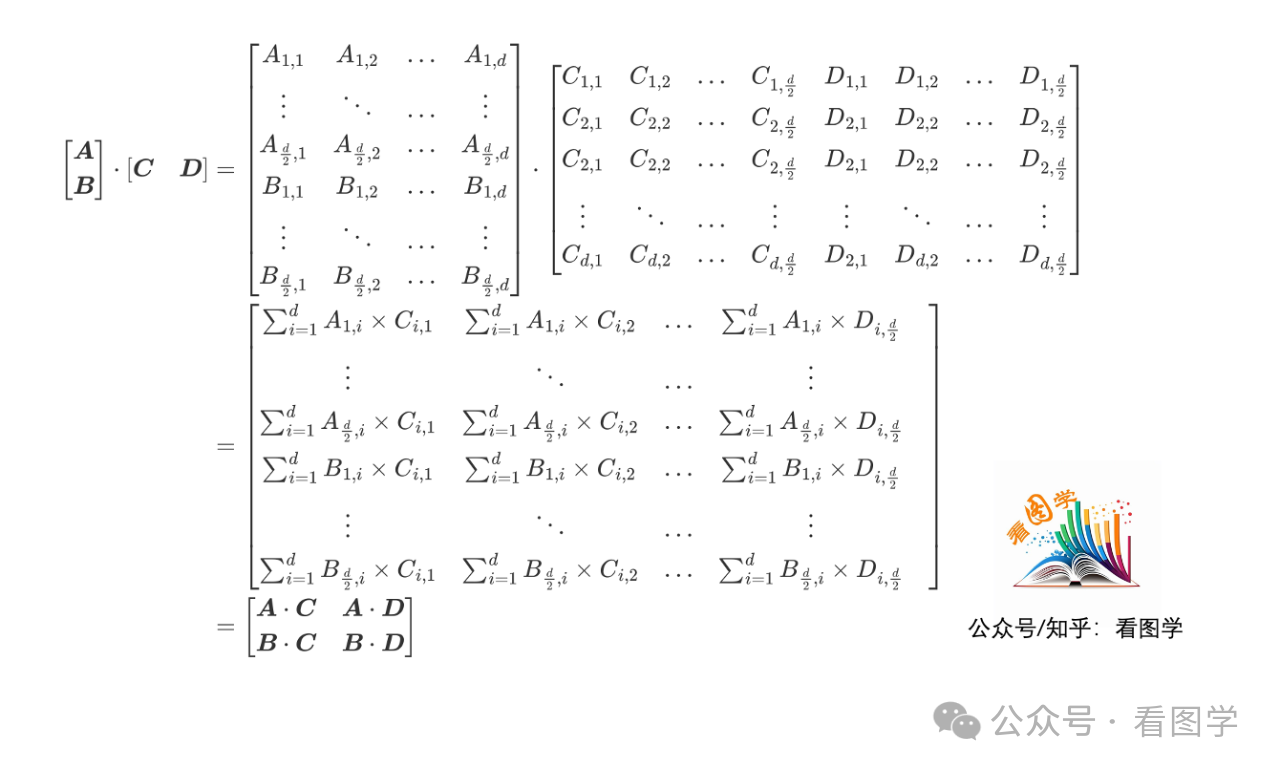 $\begin{bmatrix} \boldsymbol{A} \\ \boldsymbol{B} \end{bmatrix} \cdot [\boldsymbol{C} \quad \boldsymbol{D}] = \begin{bmatrix} A_{1,1} & A_{1,2} & \dots & A_{1,d} \\ \vdots & \ddots & \dots & \vdots \\ A_{\frac{d}{2},1} & A_{\frac{d}{2},2} & \dots & A_{\frac{d}{2},d} \\ B_{1,1} & B_{1,2} & \dots & B_{1,d} \\ \vdots & \ddots & \dots & \vdots \\ B_{\frac{d}{2},1} & B_{\frac{d}{2},2} & \dots & B_{\frac{d}{2},d} \end{bmatrix} \cdot \begin{bmatrix} C_{1,1} & C_{1,2} & \dots & C_{1,\frac{d}{2}} & D_{1,1} & D_{1,2} & \dots & D_{1,\frac{d}{2}} \\ C_{2,1} & C_{2,2} & \dots & C_{2,\frac{d}{2}} & D_{2,1} & D_{2,2} & \dots & D_{2,\frac{d}{2}} \\ C_{2,1} & C_{2,2} & \dots & C_{2,\frac{d}{2}} & D_{2,1} & D_{2,2} & \dots & D_{2,\frac{d}{2}} \\ \vdots & \ddots & \dots & \vdots & \vdots & \ddots & \dots & \vdots \\ C_{d,1} & C_{d,2} & \dots & C_{d,\frac{d}{2}} & D_{2,1} & D_{d,2} & \dots & D_{d,\frac{d}{2}} \end{bmatrix}$
$= \begin{bmatrix} \sum_{i=1}^{d} A_{1,i} \times C_{i,1} & \sum_{i=1}^{d} A_{1,i} \times C_{i,2} & \dots & \sum_{i=1}^{d} A_{1,i} \times D_{i,\frac{d}{2}} \\ \vdots & \ddots & \dots & \vdots \\ \sum_{i=1}^{d} A_{\frac{d}{2},i} \times C_{i,1} & \sum_{i=1}^{d} A_{\frac{d}{2},i} \times C_{i,2} & \dots & \sum_{i=1}^{d} A_{\frac{d}{2},i} \times D_{i,\frac{d}{2}} \\ \sum_{i=1}^{d} B_{1,i} \times C_{i,1} & \sum_{i=1}^{d} B_{1,i} \times C_{i,2} & \dots & \sum_{i=1}^{d} B_{1,i} \times D_{i,\frac{d}{2}} \\ \vdots & \ddots & \dots & \vdots \\ \sum_{i=1}^{d} B_{\frac{d}{2},i} \times C_{i,1} & \sum_{i=1}^{d} B_{\frac{d}{2},i} \times C_{i,2} & \dots & \sum_{i=1}^{d} B_{\frac{d}{2},i} \times D_{i,\frac{d}{2}} \end{bmatrix}$
$= \begin{bmatrix} \boldsymbol{A} \cdot \boldsymbol{C} & \boldsymbol{A} \cdot \boldsymbol{D} \\ \boldsymbol{B} \cdot \boldsymbol{C} & \boldsymbol{B} \cdot \boldsymbol{D} \end{bmatrix}$
看图学
公众号/知乎：看图学
公众号 · 看图学